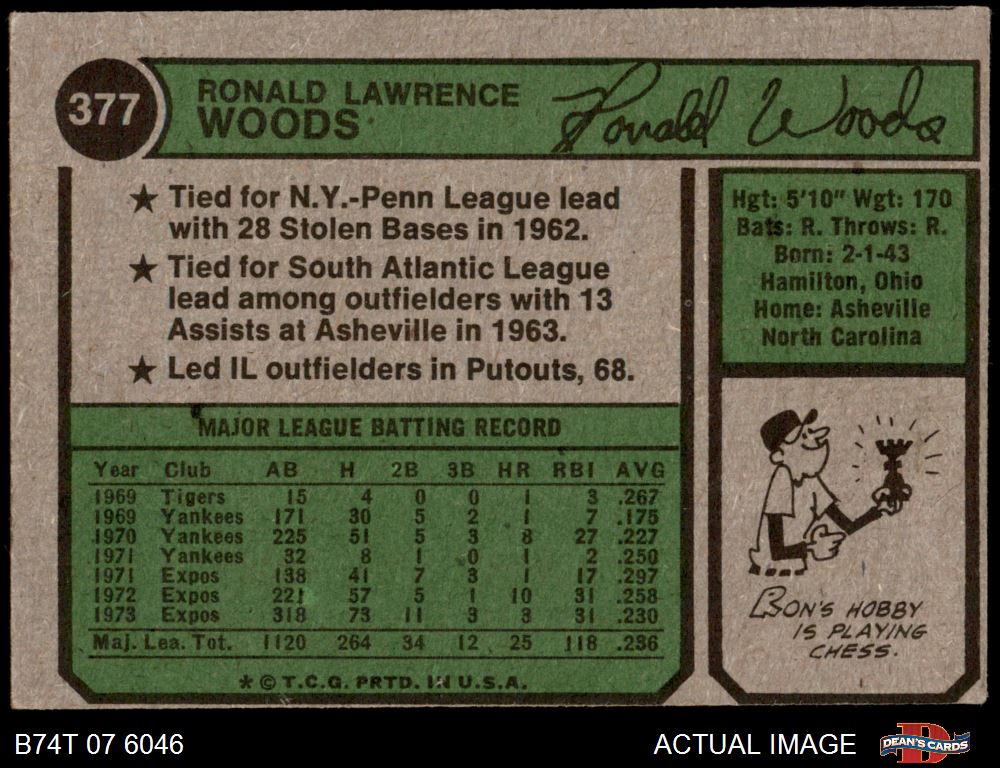 377
RONALD LAWRENCE
WOODS
Ronald Woods
★ Tied for N.Y.-Penn League lead
with 28 Stolen Bases in 1962.
★ Tied for South Atlantic League
lead among outfielders with 13
Assists at Asheville in 1963.
★ Led IL outfielders in Putouts, 68.
Hgt: 5'10" Wgt: 170
Bats: R. Throws: R.
Born: 2-1-43
Hamilton, Ohio
Home: Asheville
North Carolina
MAJOR LEAGUE BATTING RECORD
Year Club AB H 2B 3B HR RBI AVG
1969 Tigers 15 4 0 0 1 3 .267
1969 Yankees 171 30 5 2 1 7 .175
1970 Yankees 225 51 5 3 8 27 .227
1971 Yankees 32 8 1 0 1 2 .250
1971 Expos 138 41 7 3 1 17 .297
1972 Expos 221 57 5 1 10 31 .258
1973 Expos 318 73 11 3 3 31 .230
Maj. Lea. Tot. 1120 264 34 12 25 118 .236
* © T.C.G. PRTD. IN U.S.A.
RON'S HOBBY
IS PLAYING
CHESS.
B74T 07 6046
ACTUAL IMAGE
DEAN'S CARDS